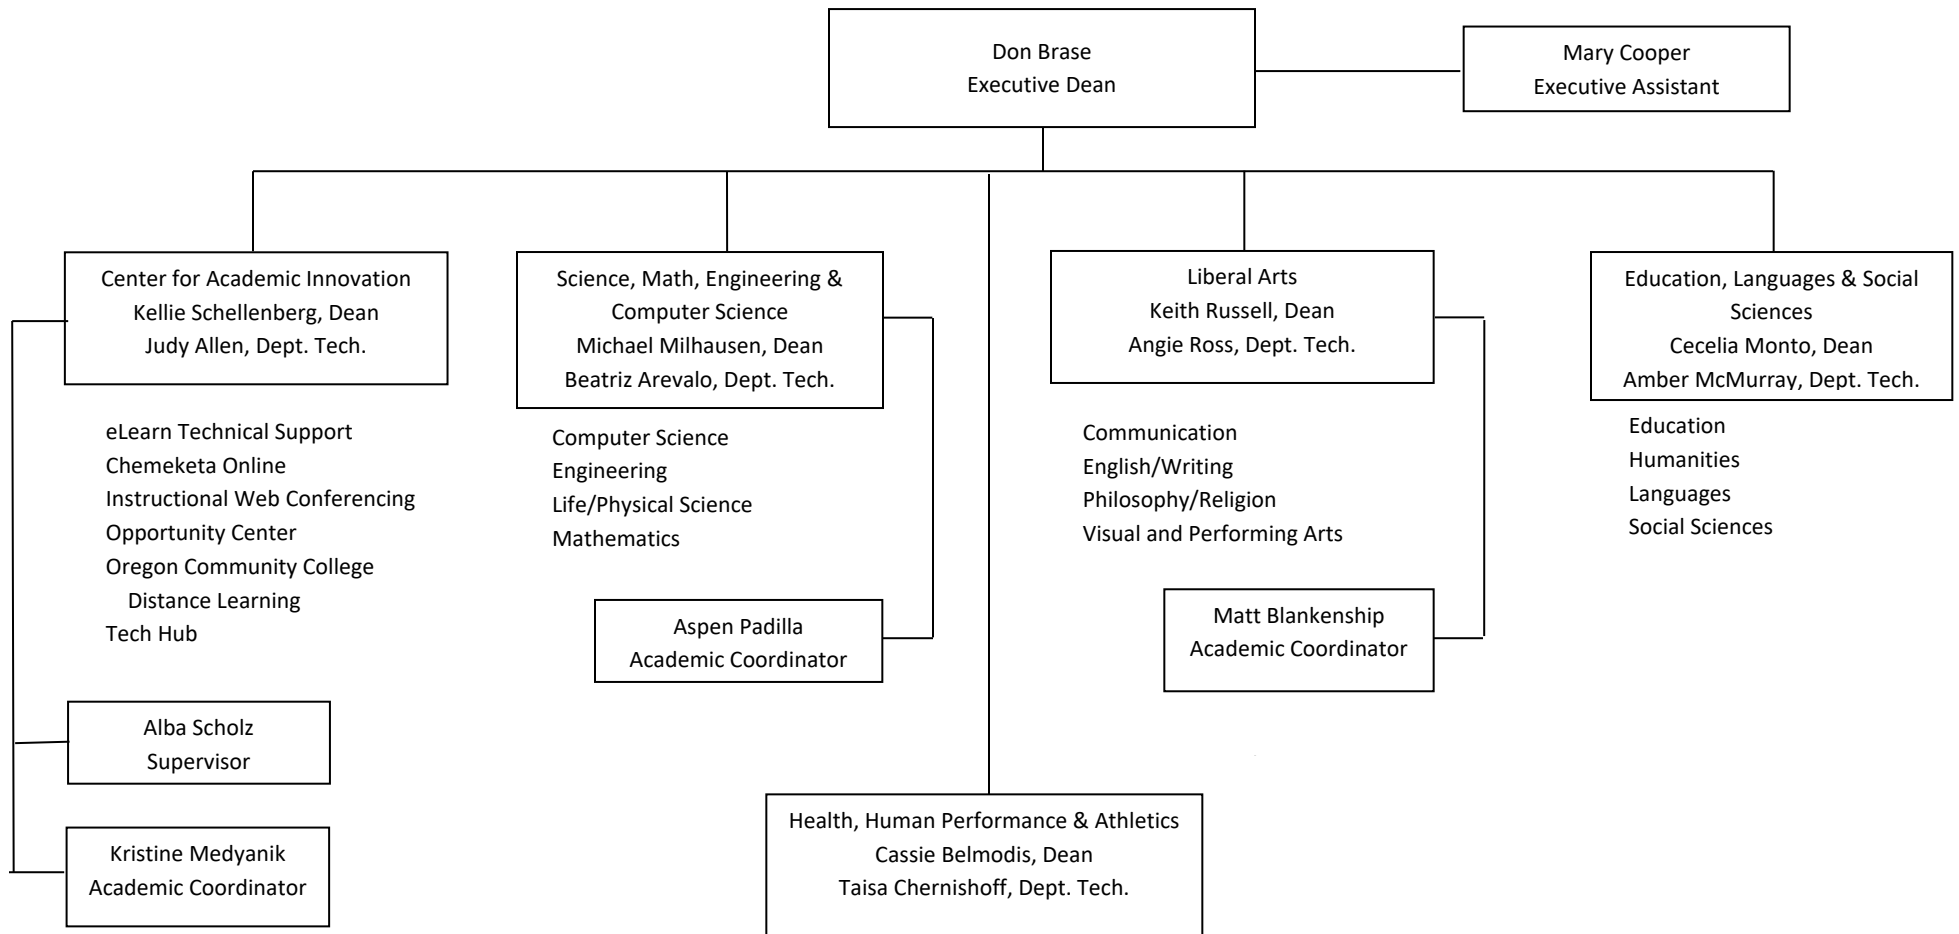 Don Brase
Executive Dean
Mary Cooper
Executive Assistant
Center for Academic Innovation
Kellie Schellenberg, Dean
Judy Allen, Dept. Tech.
eLearn Technical Support
Chemeketa Online
Instructional Web Conferencing
Opportunity Center
Oregon Community College
Distance Learning
Tech Hub
Alba Scholz
Supervisor
Kristine Medyanik
Academic Coordinator
Science, Math, Engineering &
Computer Science
Michael Milhausen, Dean
Beatriz Arevalo, Dept. Tech.
Computer Science
Engineering
Life/Physical Science
Mathematics
Aspen Padilla
Academic Coordinator
Health, Human Performance & Athletics
Cassie Belmodis, Dean
Taisa Chernishoff, Dept. Tech.
Liberal Arts
Keith Russell, Dean
Angie Ross, Dept. Tech.
Communication
English/Writing
Philosophy/Religion
Visual and Performing Arts
Matt Blankenship
Academic Coordinator
Education, Languages & Social
Sciences
Cecelia Monto, Dean
Amber McMurray, Dept. Tech.
Education
Humanities
Languages
Social Sciences